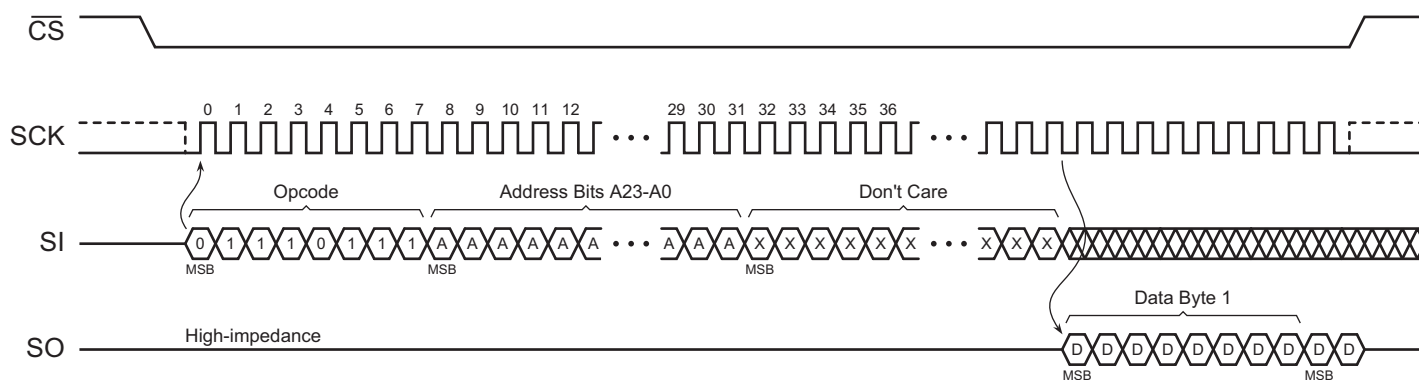 CS
0 1 2 3 4 5 6 7 8 9 10 11 12 29 30 31 32 33 34 35 36
SCK
Opcode Address Bits A23-A0 Don't Care
SI 0 1 1 1 0 1 1 1 A A A A A A A A A X X X X X X X X X
MSB MSB MSB
Data Byte 1
High-impedance
SO D D D D D D D D D D
MSB MSB